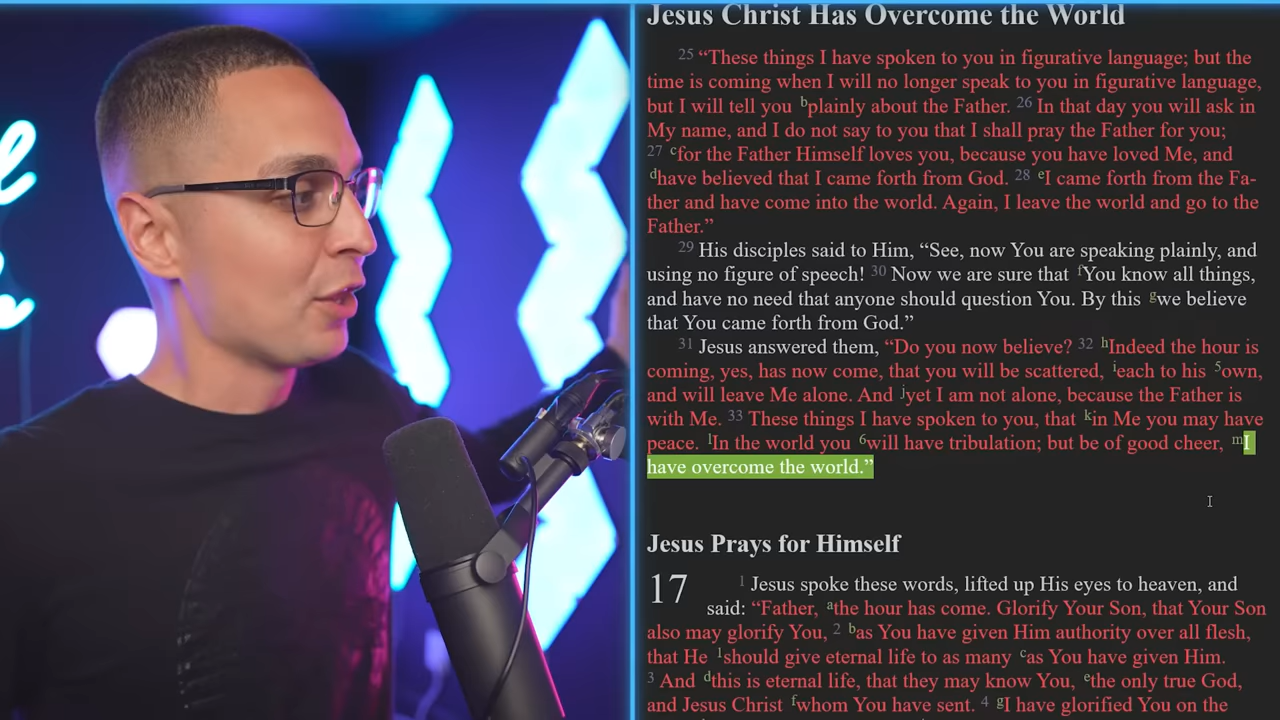 Jesus Christ Has Overcome the World
25 “These things I have spoken to you in figurative language; but the
time is coming when I will no longer speak to you in figurative language,
but I will tell you bplainly about the Father. 26 In that day you will ask in
My name, and I do not say to you that I shall pray the Father for you;
27 cfor the Father Himself loves you, because you have loved Me, and
dhave believed that I came forth from God. 28 eI came forth from the Fa-
ther and have come into the world. Again, I leave the world and go to the
Father.”
29 His disciples said to Him, “See, now You are speaking plainly, and
using no figure of speech! 30 Now we are sure that fYou know all things,
and have no need that anyone should question You. By this gwe believe
that You came forth from God.”
31 Jesus answered them, “Do you now believe? 32 hIndeed the hour is
coming, yes, has now come, that you will be scattered, ieach to his 5own,
and will leave Me alone. And jyet I am not alone, because the Father is
with Me. 33 These things I have spoken to you, that kin Me you may have
peace. lIn the world you 6will have tribulation; but be of good cheer, mI
have overcome the world.”
Jesus Prays for Himself
17 1 Jesus spoke these words, lifted up His eyes to heaven, and
said: “Father, athe hour has come. Glorify Your Son, that Your Son
also may glorify You, 2 bas You have given Him authority over all flesh,
that He 1should give eternal life to as many cas You have given Him.
3 And dthis is eternal life, that they may know You, ethe only true God,
and Jesus Christ fwhom You have sent. 4 gI have glorified You on the